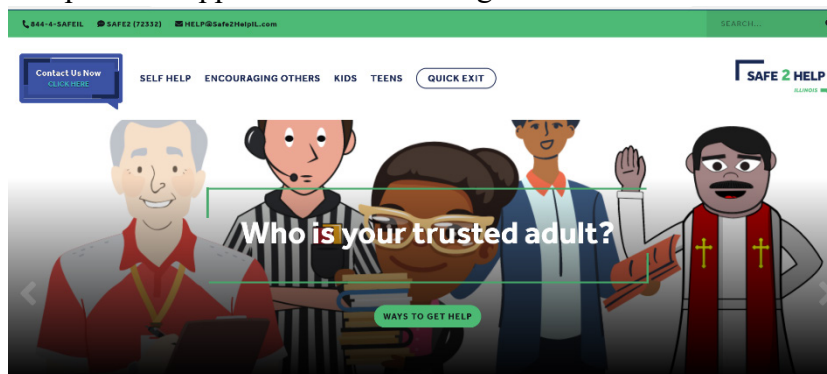 844-4-SAFEIL SAFE2 (72332) HELP@Safe2HelpIL.com SEARCH...
Contact Us Now
CLICK HERE
SELF HELP ENCOURAGING OTHERS KIDS TEENS QUICK EXIT
SAFE 2 HELP
ILLINOIS
Who is your trusted adult?
WAYS TO GET HELP